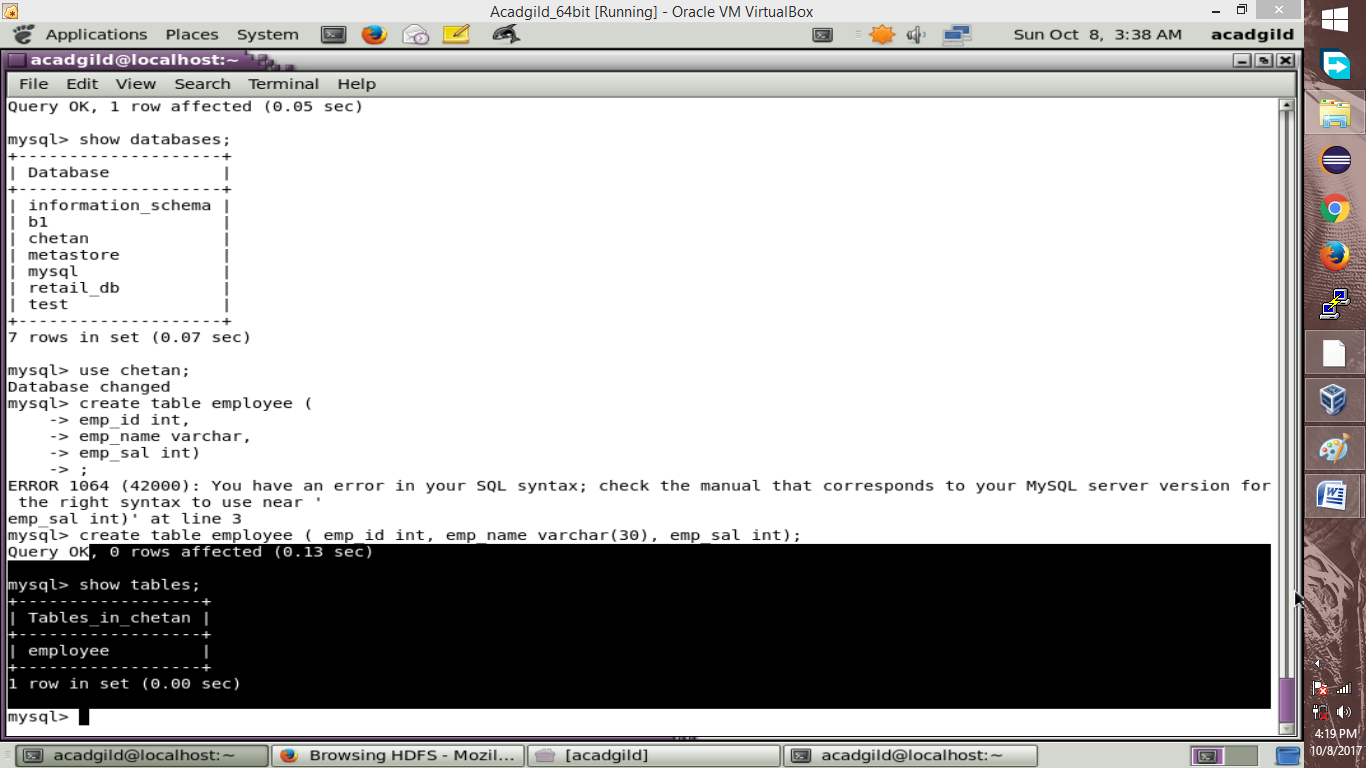 Acadgild_64bit [Running] - Oracle VM VirtualBox
Applications Places System Sun Oct 8, 3:38 AM acadgild
acadgild@localhost:~
File Edit View Search Terminal Help
Query OK, 1 row affected (0.05 sec)
mysql> show databases;
+--------------------+
| Database           |
+--------------------+
| information_schema |
| b1                 |
| chetan             |
| metastore          |
| mysql              |
| retail_db          |
| test               |
+--------------------+
7 rows in set (0.07 sec)
mysql> use chetan;
Database changed
mysql> create table employee (
    -> emp_id int,
    -> emp_name varchar,
    -> emp_sal int)
    -> ;
ERROR 1064 (42000): You have an error in your SQL syntax; check the manual that corresponds to your MySQL server version for
 the right syntax to use near '
emp_sal int)' at line 3
mysql> create table employee ( emp_id int, emp_name varchar(30), emp_sal int);
Query OK, 0 rows affected (0.13 sec)
mysql> show tables;
+------------------+
| Tables_in_chetan |
+------------------+
| employee         |
+------------------+
1 row in set (0.00 sec)
mysql>
acadgild@localhost:~ Browsing HDFS - Mozil... [acadgild] acadgild@localhost:~
4:19 PM
10/8/2017